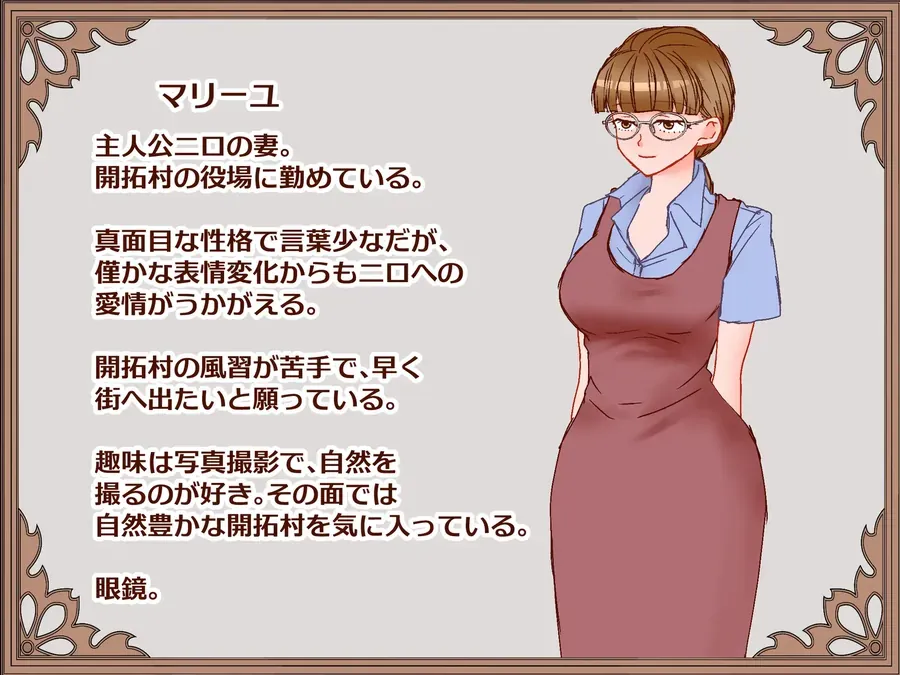 マリーユ
主人公ニロの妻。
開拓村の役場に勤めている。
真面目な性格で言葉少なだが、
僅かな表情変化からもニロへの
愛情がうかがえる。
開拓村の風習が苦手で、早く
街へ出たいと願っている。
趣味は写真撮影で、自然を
撮るのが好き。その面では
自然豊かな開拓村を気に入っている。
眼鏡。